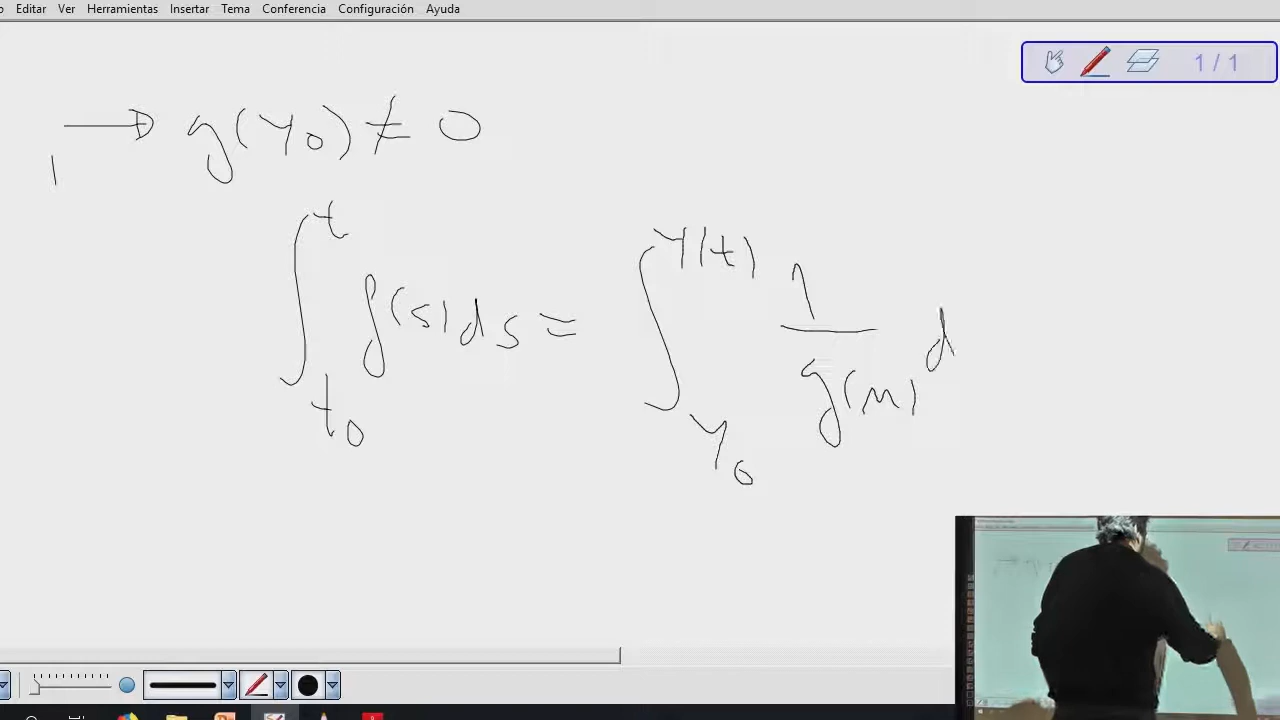 Editar Ver Herramientas Insertar Tema Conferencia Configuración Ayuda
1 / 1
→ g(y0) ≠ 0
∫_{t0}^{t} f(s) ds = ∫_{y0}^{y(t)} 1/g(u) d